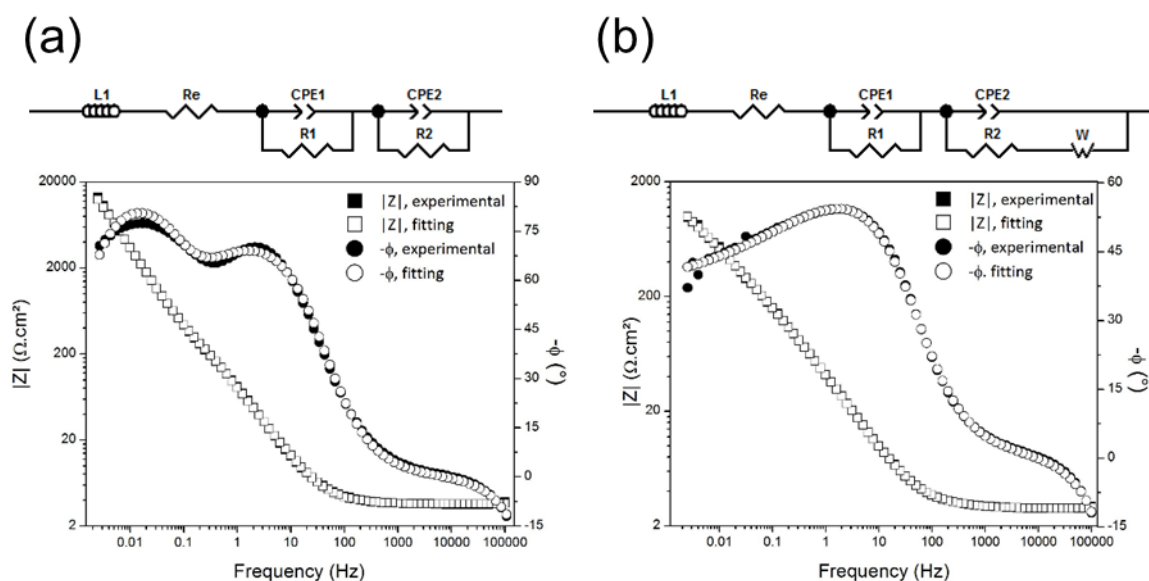 (a)
L1 Re CPE1 CPE2
R1 R2
20000
2000
200
20
2
|Z| (Ω.cm²)
90
75
60
45
30
15
0
-15
-ϕ (°)
|Z|, experimental
|Z|, fitting
-ϕ, experimental
-ϕ, fitting
0.01 0.1 1 10 100 1000 10000 100000
Frequency (Hz)
(b)
L1 Re CPE1 CPE2
R1 R2 W
2000
200
20
2
|Z| (Ω.cm²)
60
45
30
15
0
-15
-ϕ (°)
|Z|, experimental
|Z|, fitting
-ϕ, experimental
-ϕ. fitting
0.01 0.1 1 10 100 1000 10000 100000
Frequency (Hz)